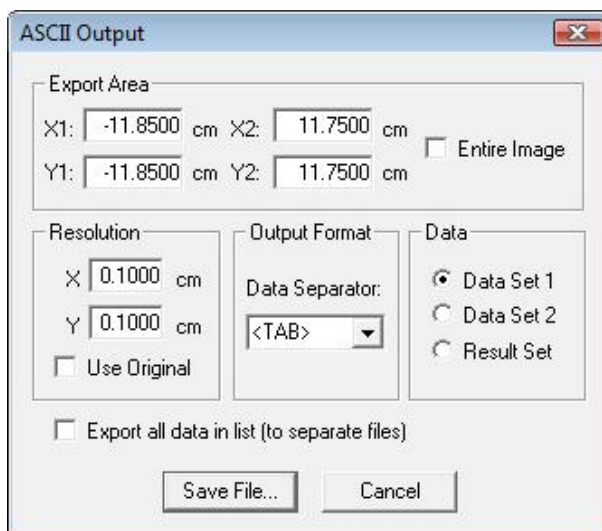 ASCII Output
Export Area
X1: -11.8500 cm X2: 11.7500 cm
Entire Image
Y1: -11.8500 cm Y2: 11.7500 cm
Resolution
X 0.1000 cm
Y 0.1000 cm
Use Original
Output Format
Data Separator:
<TAB>
Data
Data Set 1
Data Set 2
Result Set
Export all data in list (to separate files)
Save File... Cancel